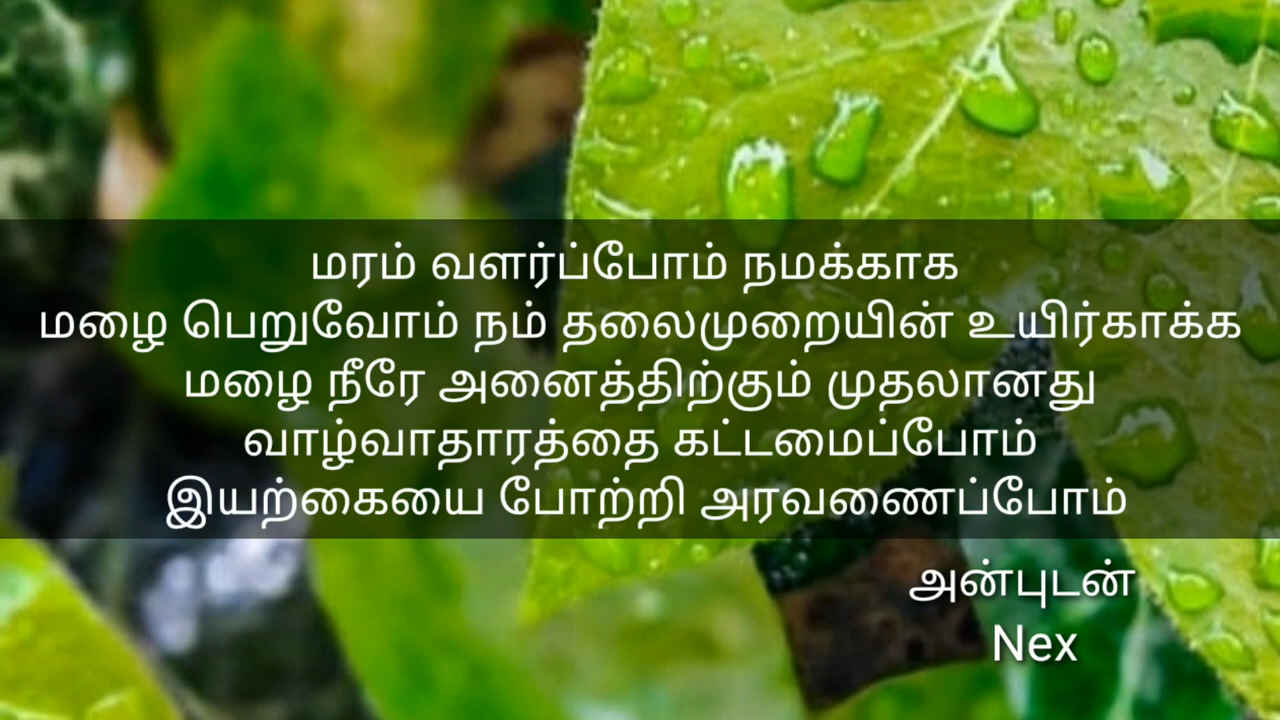 மரம் வளர்ப்போம் நமக்காக
மழை பெறுவோம் நம் தலைமுறையின் உயிர்காக்க
மழை நீரே அனைத்திற்கும் முதலானது
வாழ்வாதாரத்தை கட்டமைப்போம்
இயற்கையை போற்றி அரவணைப்போம்
அன்புடன்
Nex